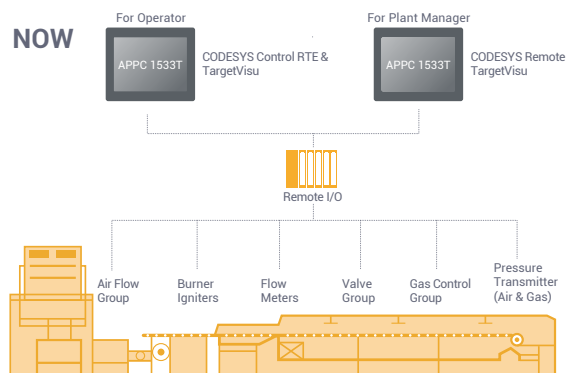 For Operator
For Plant Manager
NOW
APPC 1533T
CODESYS Control RTE &
TargetVisu
APPC 1533T
CODESYS Remote
TargetVisu
Remote I/O
Air Flow
Group
Burner
Igniters
Flow
Meters
Valve
Group
Gas Control
Group
Pressure
Transmitter
(Air & Gas)